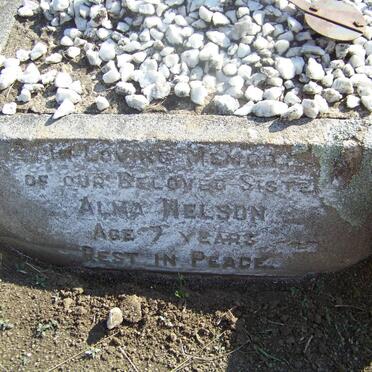 IN LOVING MEMORY
OF OUR BELOVED SISTER
ALMA NELSON
AGE 7 YEARS
REST IN PEACE.